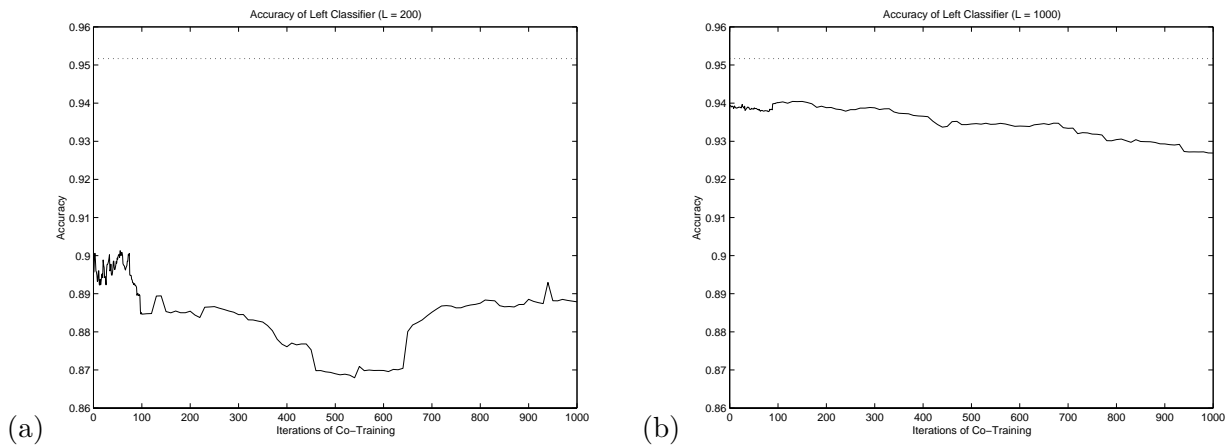 Accuracy of Left Classifier (L = 200)
0.96
0.95
0.94
0.93
0.92
0.91
0.9
0.89
0.88
0.87
0.86
Accuracy
0 100 200 300 400 500 600 700 800 900 1000
Iterations of Co−Training
(a)
Accuracy of Left Classifier (L = 1000)
0.96
0.95
0.94
0.93
0.92
0.91
0.9
0.89
0.88
0.87
0.86
Accuracy
0 100 200 300 400 500 600 700 800 900 1000
Iterations of Co−Training
(b)